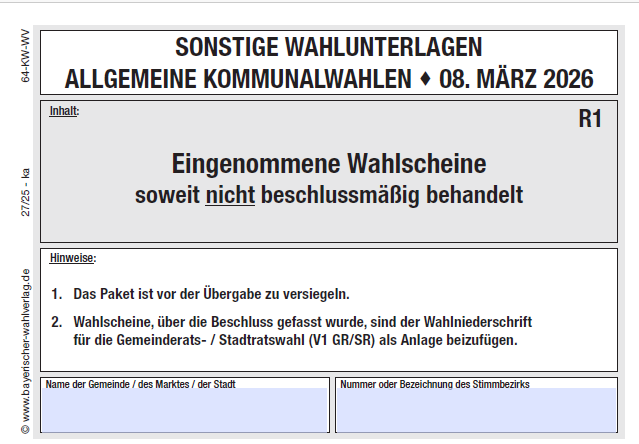 64-KW-WV
27/25 - ka
© www.bayerischer-wahlverlag.de
SONSTIGE WAHLUNTERLAGEN
ALLGEMEINE KOMMUNALWAHLEN ♦ 08. MÄRZ 2026
Inhalt:
R1
Eingenommene Wahlscheine
soweit nicht beschlussmäßig behandelt
Hinweise:
1. Das Paket ist vor der Übergabe zu versiegeln.
2. Wahlscheine, über die Beschluss gefasst wurde, sind der Wahlniederschrift
für die Gemeinderats- / Stadtratswahl (V1 GR/SR) als Anlage beizufügen.
Name der Gemeinde / des Marktes / der Stadt
Nummer oder Bezeichnung des Stimmbezirks